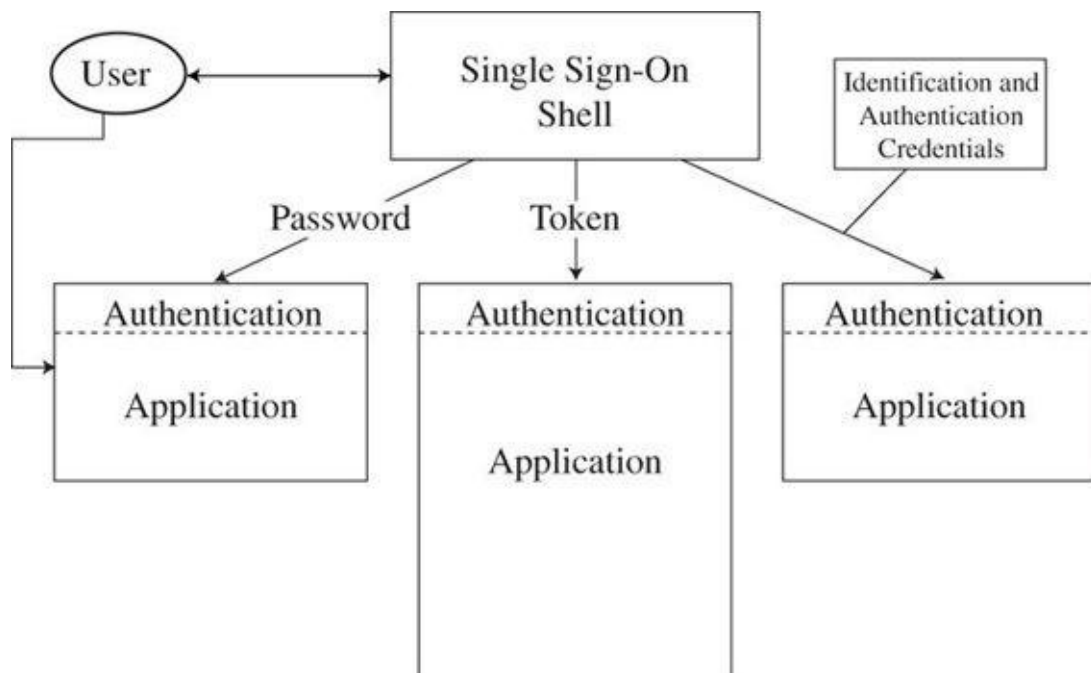 User
Single Sign-On
Shell
Identification and
Authentication
Credentials
Password
Token
Authentication
Application
Authentication
Application
Authentication
Application